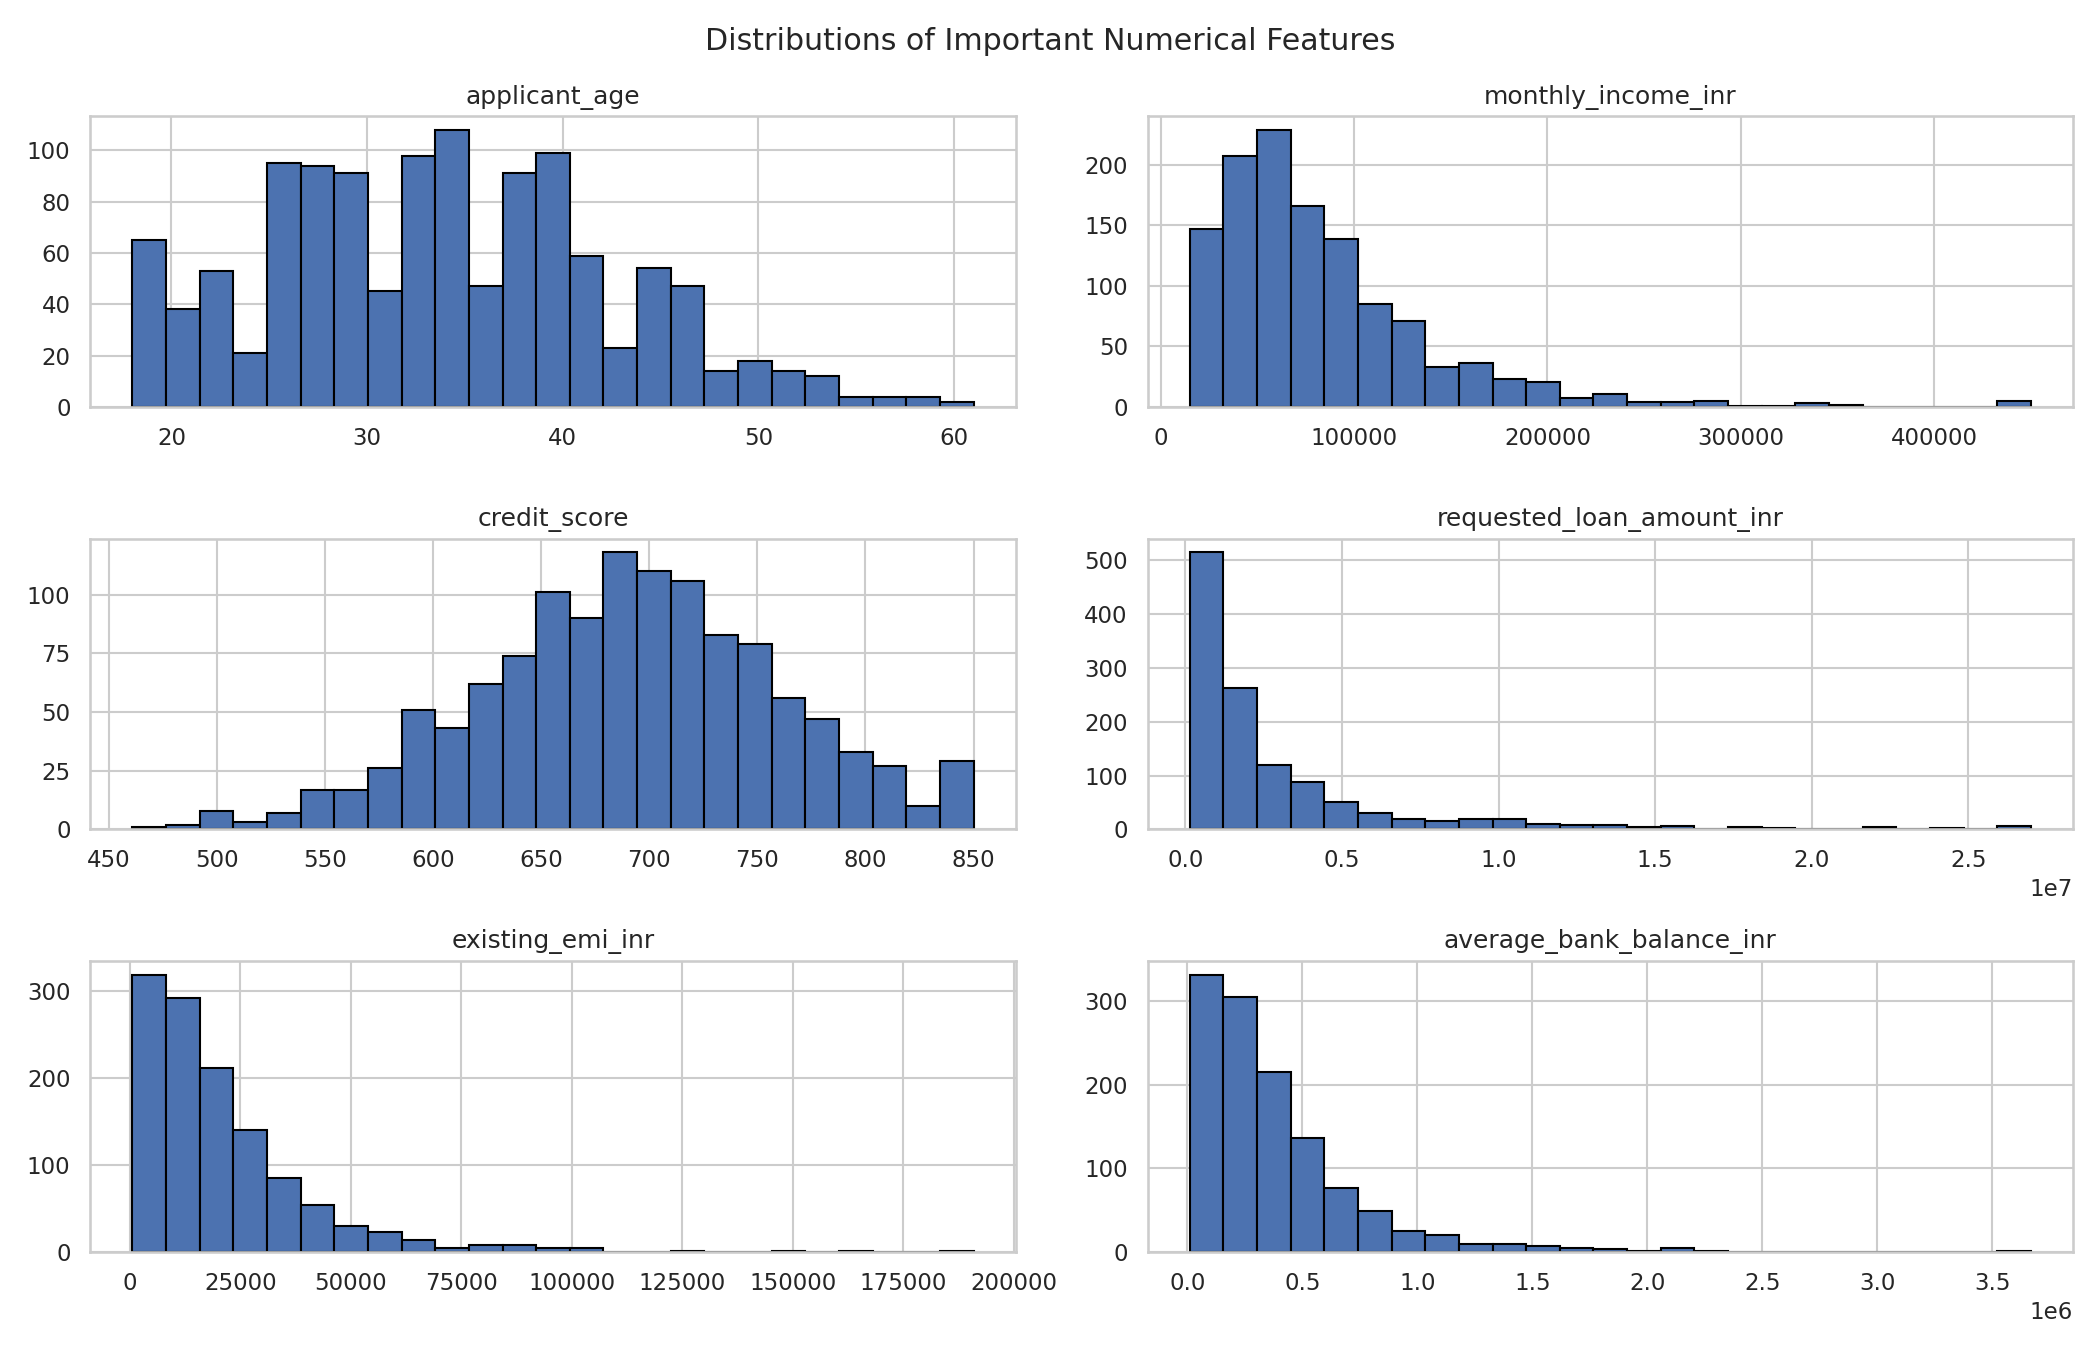 Distributions of Important Numerical Features
applicant_age
100
80
60
40
20
0
20 30 40 50 60
monthly_income_inr
200
150
100
50
0
0 100000 200000 300000 400000
credit_score
100
75
50
25
0
450 500 550 600 650 700 750 800 850
requested_loan_amount_inr
500
400
300
200
100
0
0.0 0.5 1.0 1.5 2.0 2.5
1e7
existing_emi_inr
300
200
100
0
0 25000 50000 75000 100000 125000 150000 175000 200000
average_bank_balance_inr
300
200
100
0
0.0 0.5 1.0 1.5 2.0 2.5 3.0 3.5
1e6